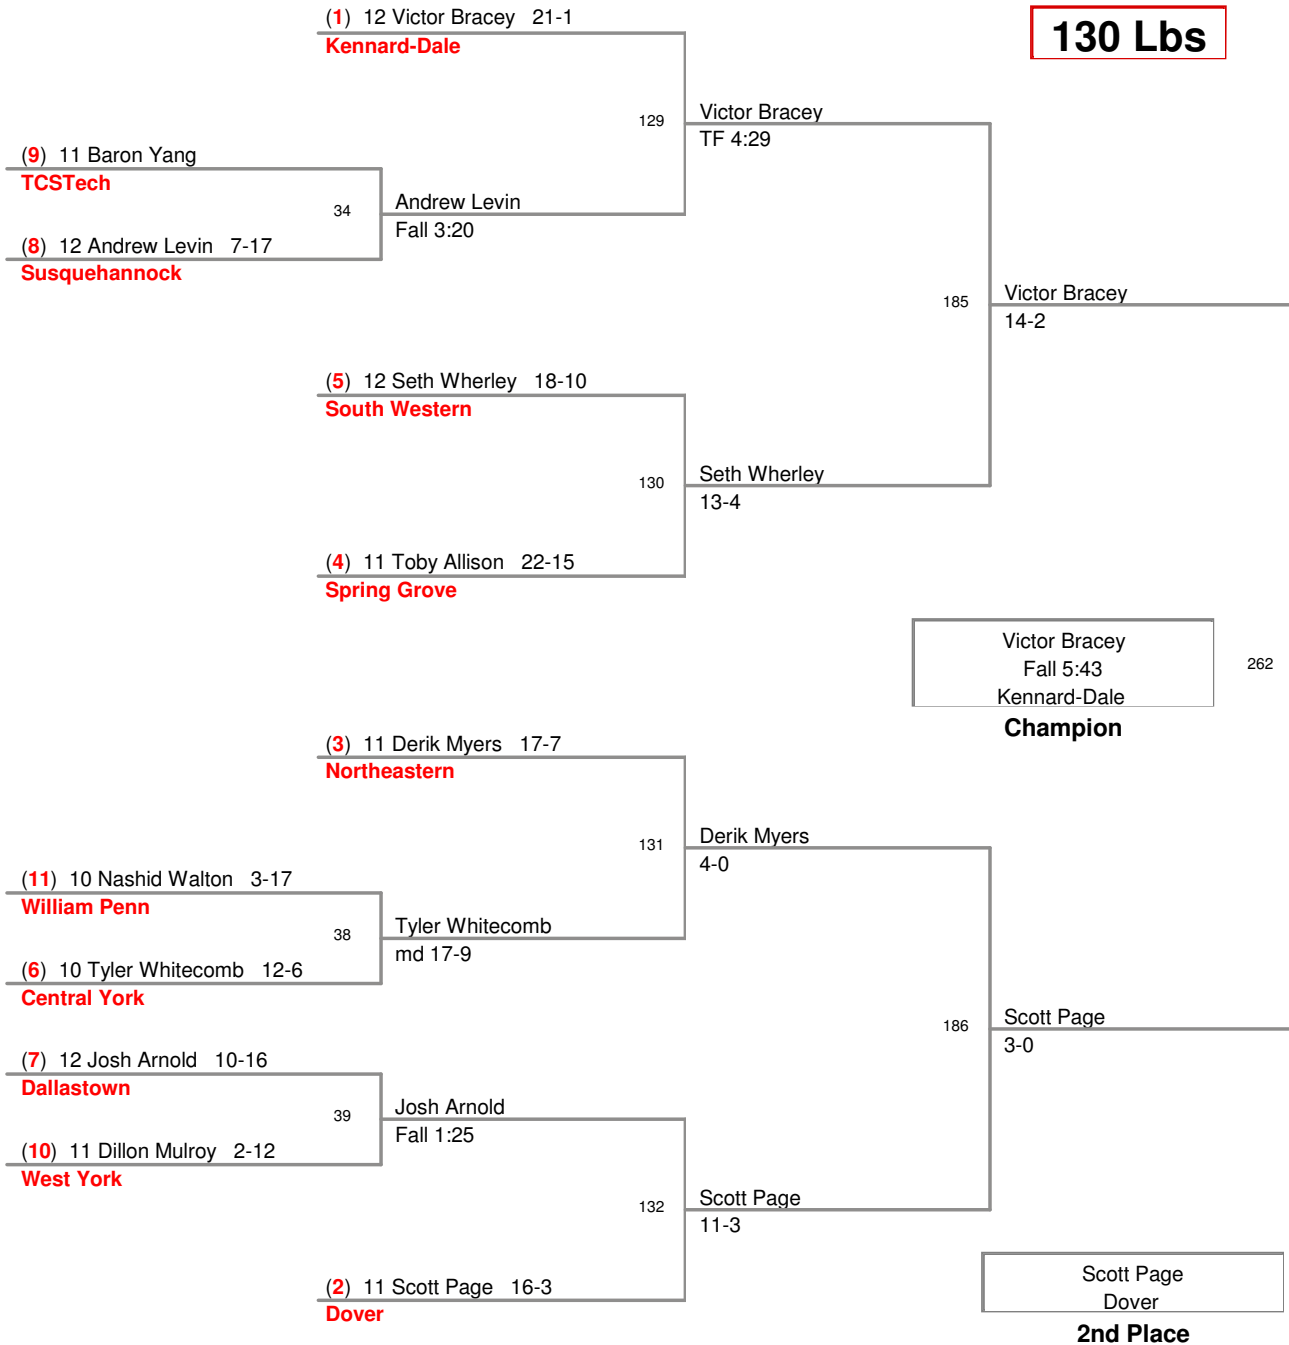 (1) 12 Victor Bracey 21-1
130 Lbs
Kennard-Dale
129
Victor Bracey
TF 4:29
(9) 11 Baron Yang
TCSTech
34
Andrew Levin
Fall 3:20
(8) 12 Andrew Levin 7-17
Susquehannock
185
Victor Bracey
14-2
(5) 12 Seth Wherley 18-10
South Western
130
Seth Wherley
13-4
(4) 11 Toby Allison 22-15
Spring Grove
Victor Bracey
Fall 5:43
262
Kennard-Dale
Champion
(3) 11 Derik Myers 17-7
Northeastern
131
Derik Myers
4-0
(11) 10 Nashid Walton 3-17
William Penn
38
Tyler Whitecomb
md 17-9
(6) 10 Tyler Whitecomb 12-6
Central York
186
Scott Page
3-0
(7) 12 Josh Arnold 10-16
Dallastown
39
Josh Arnold
Fall 1:25
(10) 11 Dillon Mulroy 2-12
West York
132
Scott Page
11-3
(2) 11 Scott Page 16-3
Dover
Scott Page
Dover
2nd Place